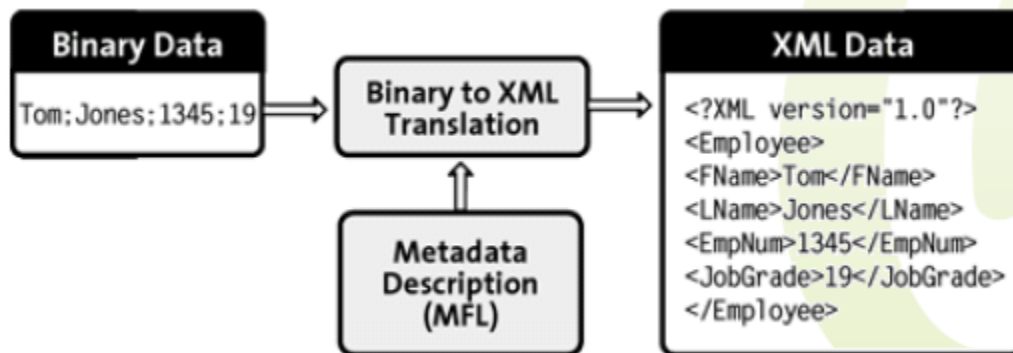 Binary Data
Tom;Jones;1345;19
Binary to XML
Translation
Metadata
Description
(MFL)
XML Data
<?XML version="1.0"?>
<Employee>
<FName>Tom</FName>
<LName>Jones</LName>
<EmpNum>1345</EmpNum>
<JobGrade>19</JobGrade>
</Employee>